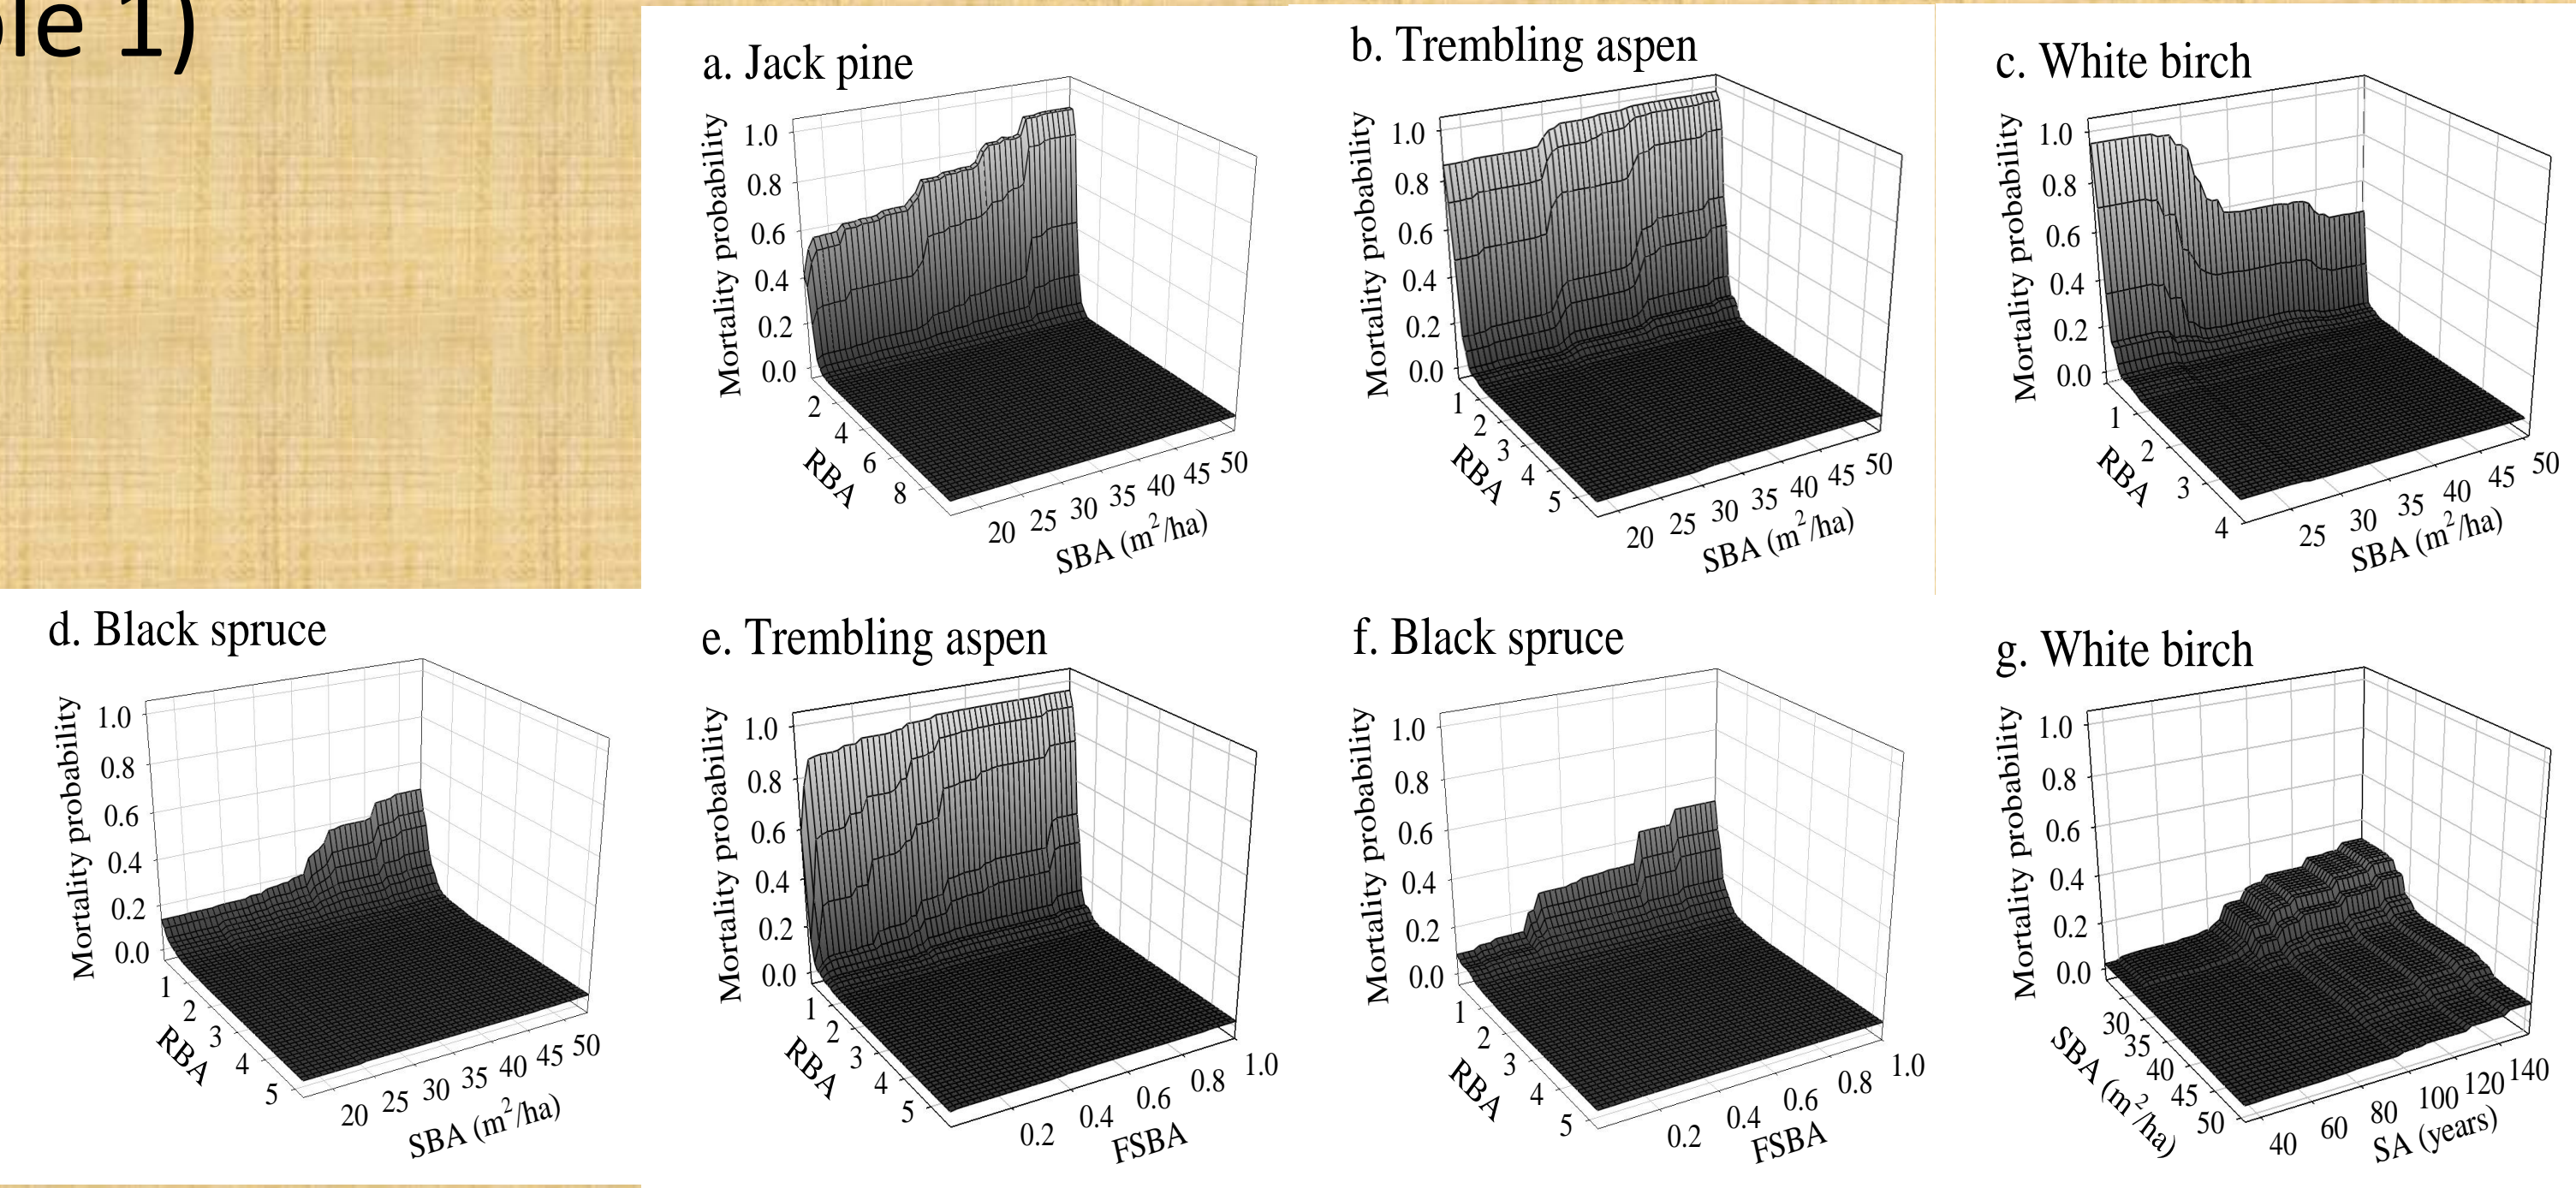 le 1)
a. Jack pine
Mortality probability
1.0
0.8
0.6
0.4
0.2
0.0
2
4
6
8
RBA
20 25 30 35 40 45 50
SBA (m²/ha)
b. Trembling aspen
Mortality probability
1.0
0.8
0.6
0.4
0.2
0.0
1
2
3
4
5
RBA
20 25 30 35 40 45 50
SBA (m²/ha)
c. White birch
Mortality probability
1.0
0.8
0.6
0.4
0.2
0.0
1
2
3
4
RBA
25 30 35 40 45 50
SBA (m²/ha)
d. Black spruce
Mortality probability
1.0
0.8
0.6
0.4
0.2
0.0
1
2
3
4
5
RBA
20 25 30 35 40 45 50
SBA (m²/ha)
e. Trembling aspen
Mortality probability
1.0
0.8
0.6
0.4
0.2
0.0
1
2
3
4
5
RBA
0.2 0.4 0.6 0.8 1.0
FSBA
f. Black spruce
Mortality probability
1.0
0.8
0.6
0.4
0.2
0.0
1
2
3
4
5
RBA
0.2 0.4 0.6 0.8 1.0
FSBA
g. White birch
Mortality probability
1.0
0.8
0.6
0.4
0.2
0.0
30
35
40
45
50
SBA (m²/ha)
40 60 80 100 120 140
SA (years)